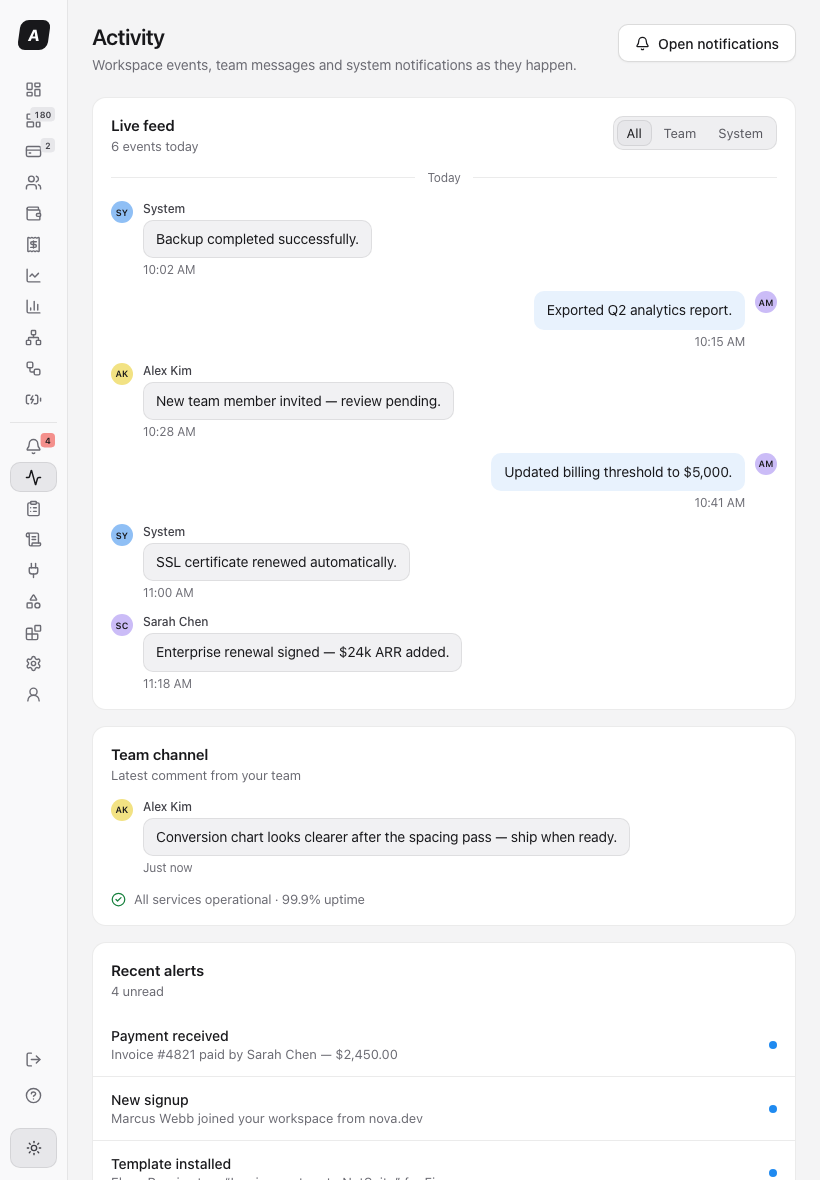 A
Activity
Open notifications
Workspace events, team messages and system notifications as they happen.
180
2
4
Live feed
6 events today
All
Team
System
Today
SY
System
Backup completed successfully.
10:02 AM
Exported Q2 analytics report.
AM
10:15 AM
AK
Alex Kim
New team member invited — review pending.
10:28 AM
Updated billing threshold to $5,000.
AM
10:41 AM
SY
System
SSL certificate renewed automatically.
11:00 AM
SC
Sarah Chen
Enterprise renewal signed — $24k ARR added.
11:18 AM
Team channel
Latest comment from your team
AK
Alex Kim
Conversion chart looks clearer after the spacing pass — ship when ready.
Just now
All services operational · 99.9% uptime
Recent alerts
4 unread
Payment received
Invoice #4821 paid by Sarah Chen — $2,450.00
New signup
Marcus Webb joined your workspace from nova.dev
Template installed